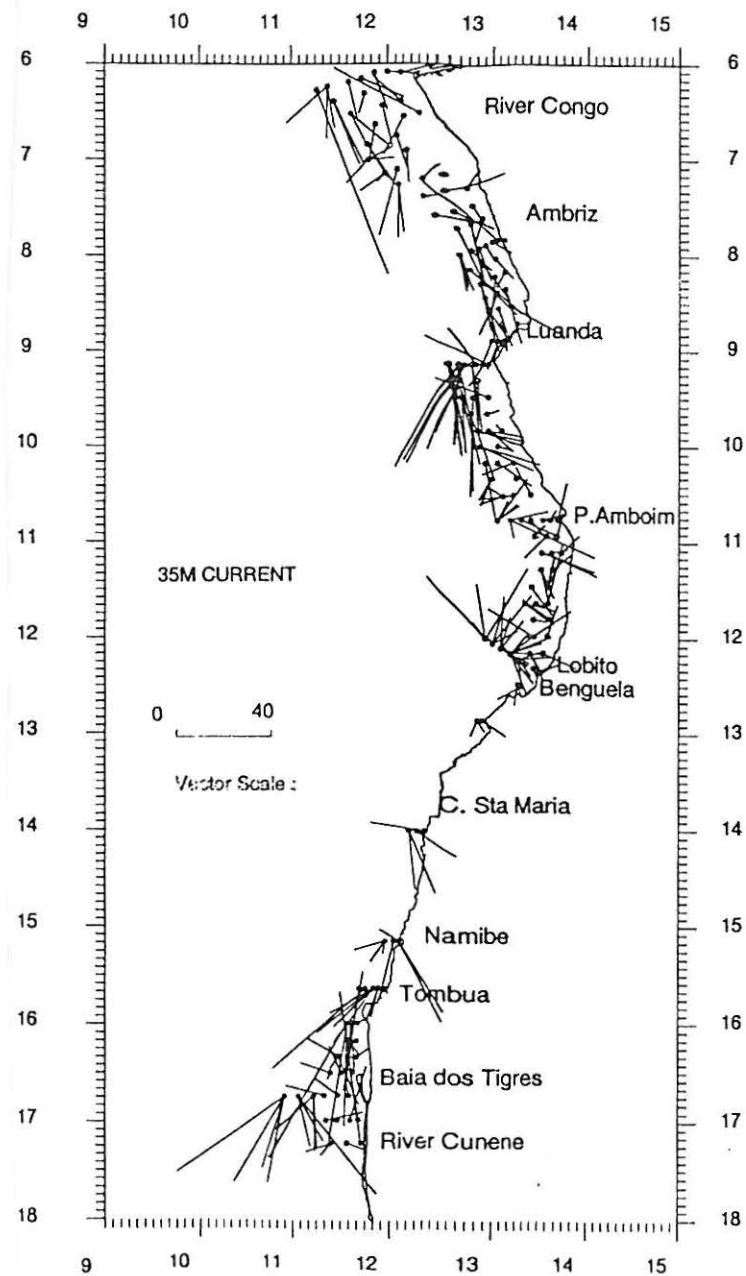 9 10 11 12 13 14 15
6 6
River Congo
7 7
Ambriz
8 8
Luanda
9 9
10 10
P.Amboim
11 11
35M CURRENT
12 12
Lobito
Benguela
0 40
13 13
Vector Scale :
C. Sta Maria
14 14
15 15
Namibe
Tombua
16 16
Baia dos Tigres
17 17
River Cunene
18 18
9 10 11 12 13 14 15